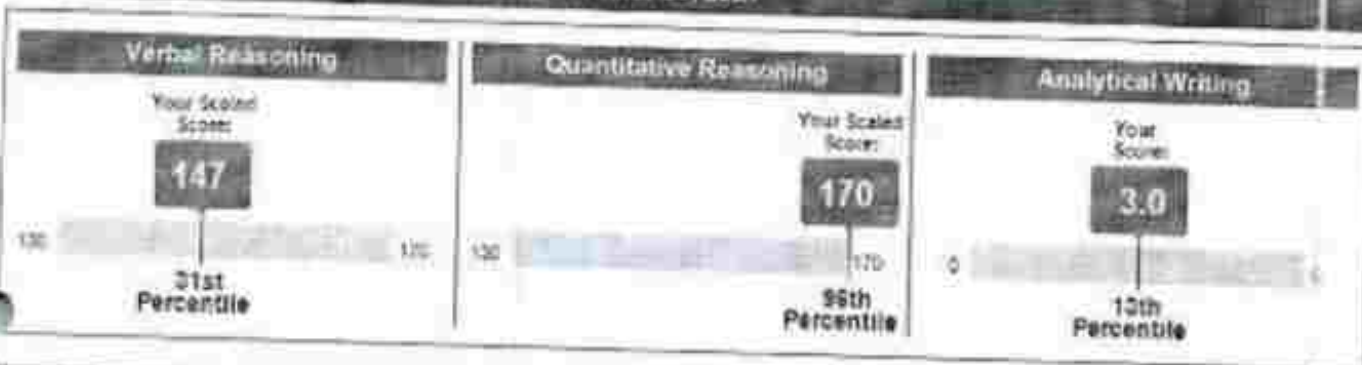 Verbal Reasoning
Your Scaled
Score:
147
130
170
31st
Percentile
Quantitative Reasoning
Your Scaled
Score:
170
130
170
96th
Percentile
Analytical Writing
Your
Score:
3.0
0
6
13th
Percentile